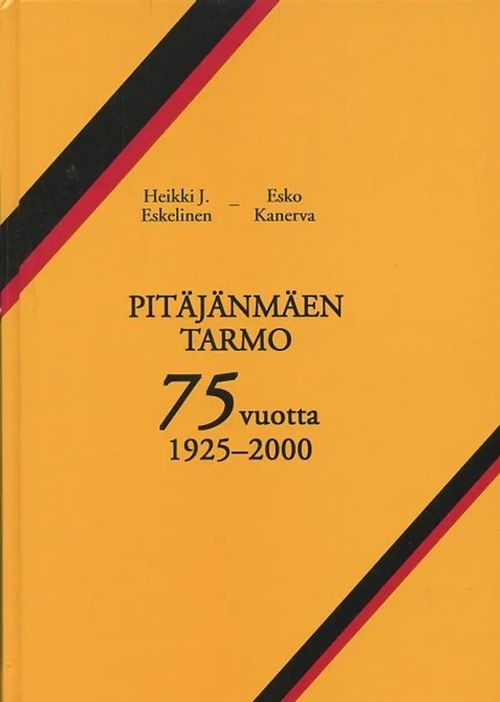 Heikki J. – Esko
Eskelinen Kanerva
PITÄJÄNMÄEN
TARMO
75 vuotta
1925–2000